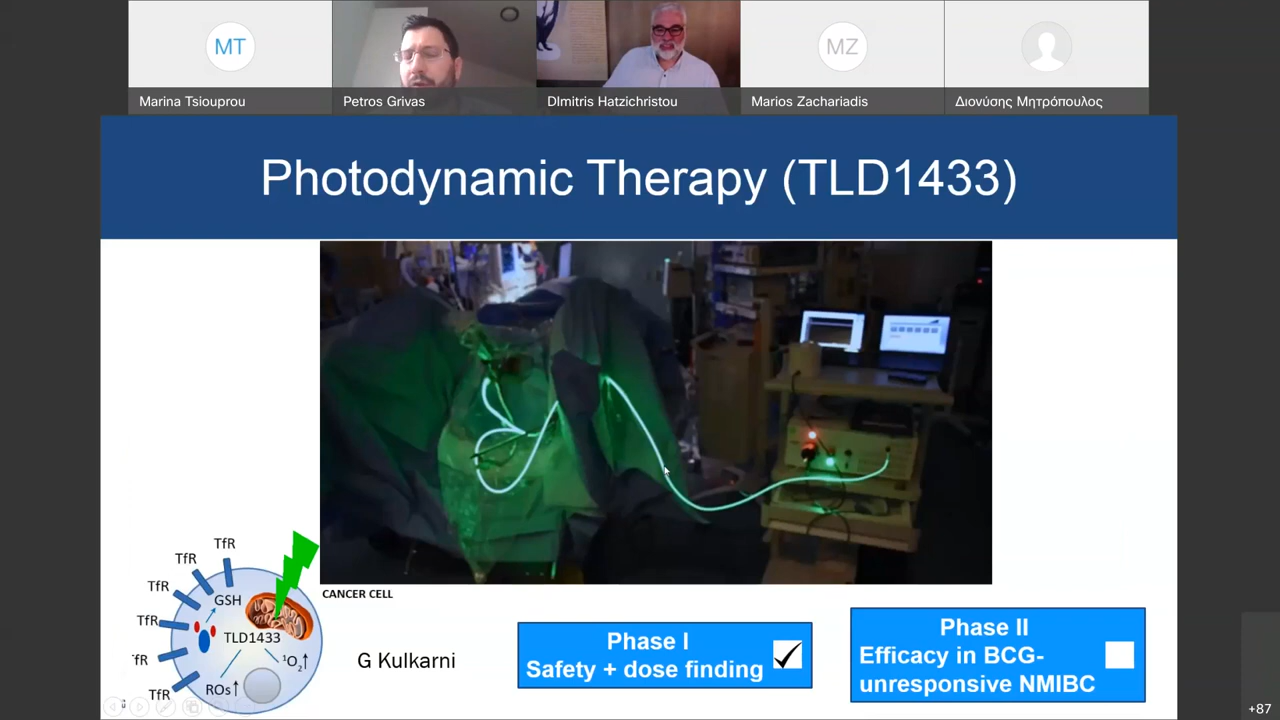 MT
MZ
Marina Tsiouprou
Petros Grivas
DImitris Hatzichristou
Marios Zachariadis
Διονύσης Μητρόπουλος
Photodynamic Therapy (TLD1433)
CANCER CELL
TfR
TfR
TfR
TfR
fR
TfR
GSH
TLD1433
¹O₂↑
ROs↑
G Kulkarni
Phase I
Safety + dose finding
Phase II
Efficacy in BCG-
unresponsive NMIBC
+87